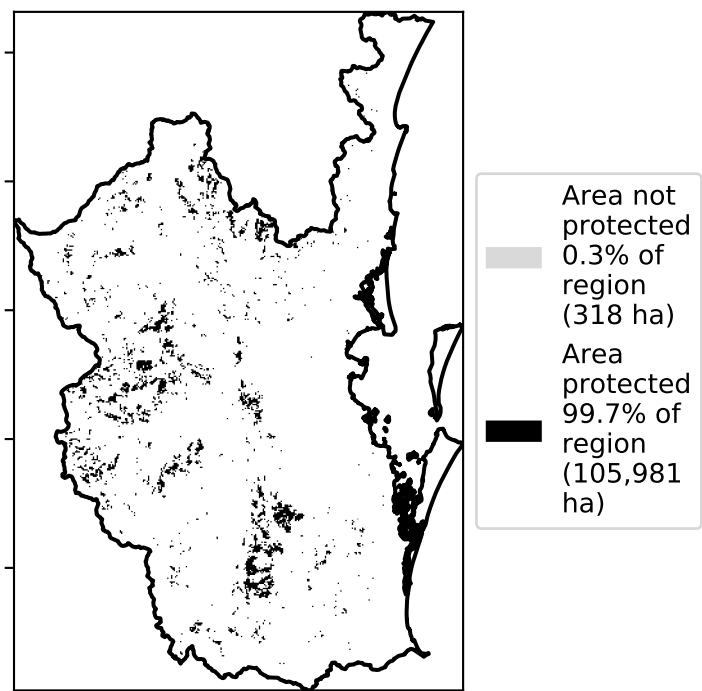 Area not
protected
0.3% of
region
(318 ha)
Area
protected
99.7% of
region
(105,981
ha)